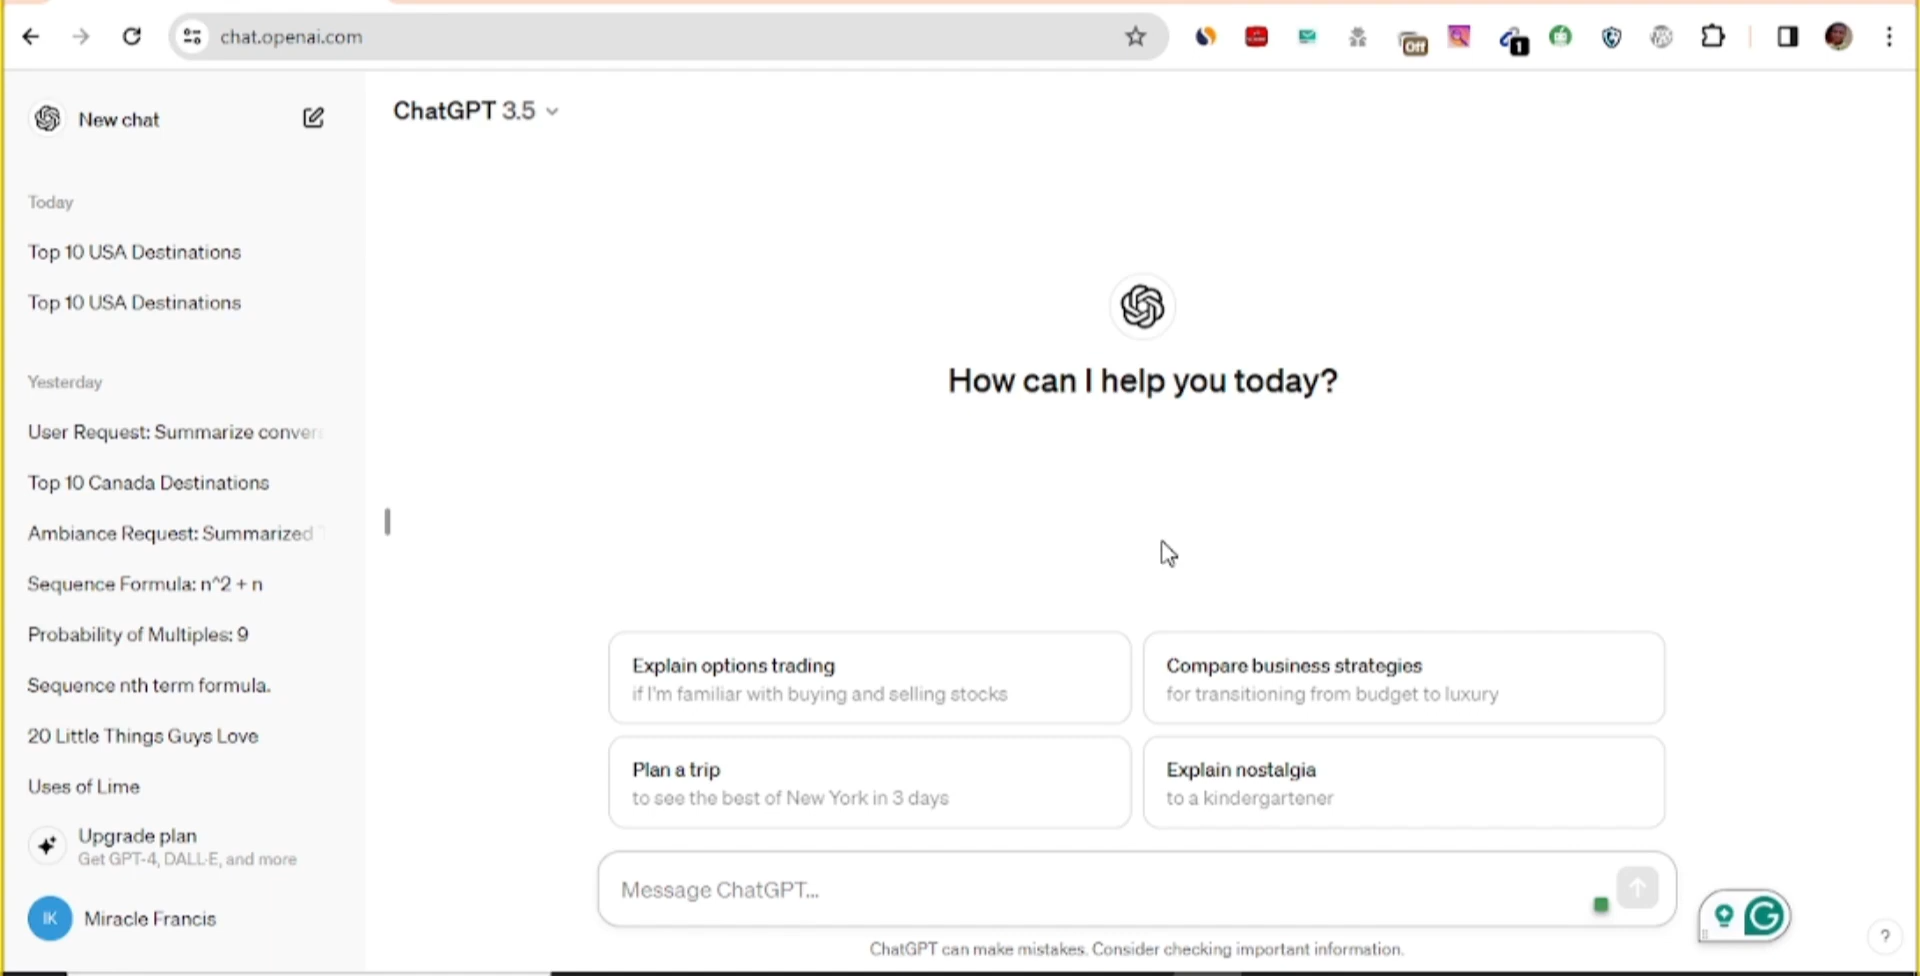 chat.openai.com
Off
1
New chat
ChatGPT 3.5
Today
Top 10 USA Destinations
Top 10 USA Destinations
Yesterday
User Request: Summarize conver
Top 10 Canada Destinations
Ambiance Request: Summarized
Sequence Formula: n^2 + n
Probability of Multiples: 9
Sequence nth term formula.
20 Little Things Guys Love
Uses of Lime
Upgrade plan
Get GPT-4, DALL·E, and more
IK
Miracle Francis
How can I help you today?
Explain options trading
if I'm familiar with buying and selling stocks
Compare business strategies
for transitioning from budget to luxury
Plan a trip
to see the best of New York in 3 days
Explain nostalgia
to a kindergartener
Message ChatGPT...
G
ChatGPT can make mistakes. Consider checking important information.
?